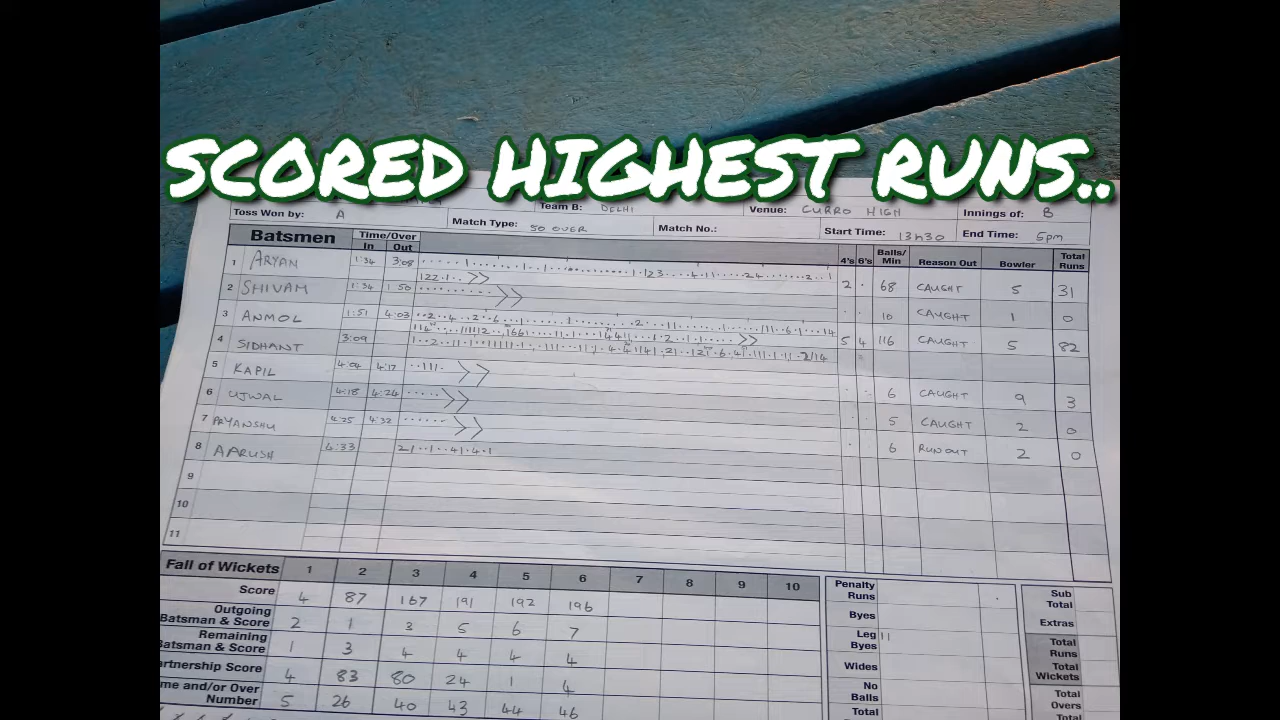 SCORED HIGHEST RUNS..
Team B: DELHI Venue: CURRO HIGH Innings of: B
Toss Won by: A Match Type: 50 OVER Match No.: Start Time: 13h30 End Time: 5pm
Batsmen Time/Over In Out 4's 6's Balls/Min Reason Out Bowler Total Runs
1 ARYAN 1:34 3:08 2 . 68 CAUGHT 5 31
2 SHIVAM 1:34 1:50 . . 10 CAUGHT 1 0
3 ANMOL 1:51 4:03 5 4 116 CAUGHT 5 82
4 SIDHANT 3:09
5 KAPIL 4:04 4:17 ..111. . . 6 CAUGHT 9 3
6 UJWAL 4:18 4:24 . . 5 CAUGHT 2 0
7 ARYANSHU 4:25 4:32 . . 6 RUN OUT 2 0
8 AARUSH 4:33 21..1..41.4.1
9
10
11
Fall of Wickets 1 2 3 4 5 6 7 8 9 10
Score 4 87 167 191 192 196
Outgoing Batsman & Score 2 1 3 5 6 7
Remaining Batsman & Score 1 3 4 4 4 4
Partnership Score 4 83 80 24 1 4
Time and/or Over Number 5 26 40 43 44 46
Penalty Runs
Byes
Leg Byes 11
Wides
No Balls
Total
Sub Total
Extras
Total Runs
Total Wickets
Total Overs
Total